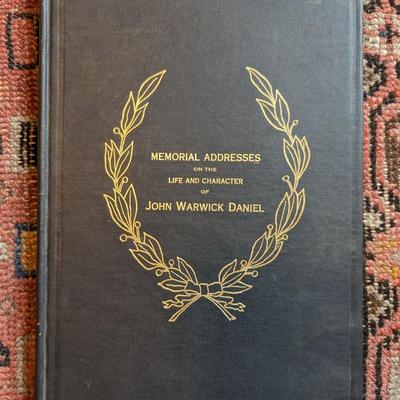 MEMORIAL ADDRESSES
ON THE
LIFE AND CHARACTER
OF
JOHN WARWICK DANIEL